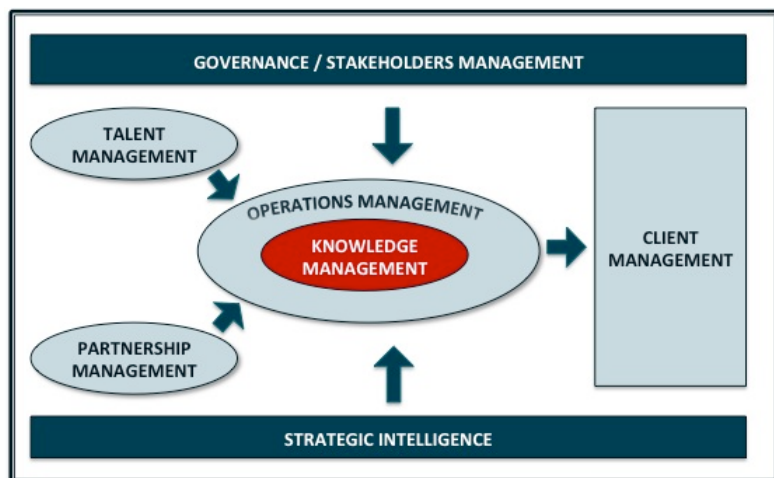 GOVERNANCE / STAKEHOLDERS MANAGEMENT
TALENT
MANAGEMENT
OPERATIONS MANAGEMENT
KNOWLEDGE
MANAGEMENT
CLIENT
MANAGEMENT
PARTNERSHIP
MANAGEMENT
STRATEGIC INTELLIGENCE